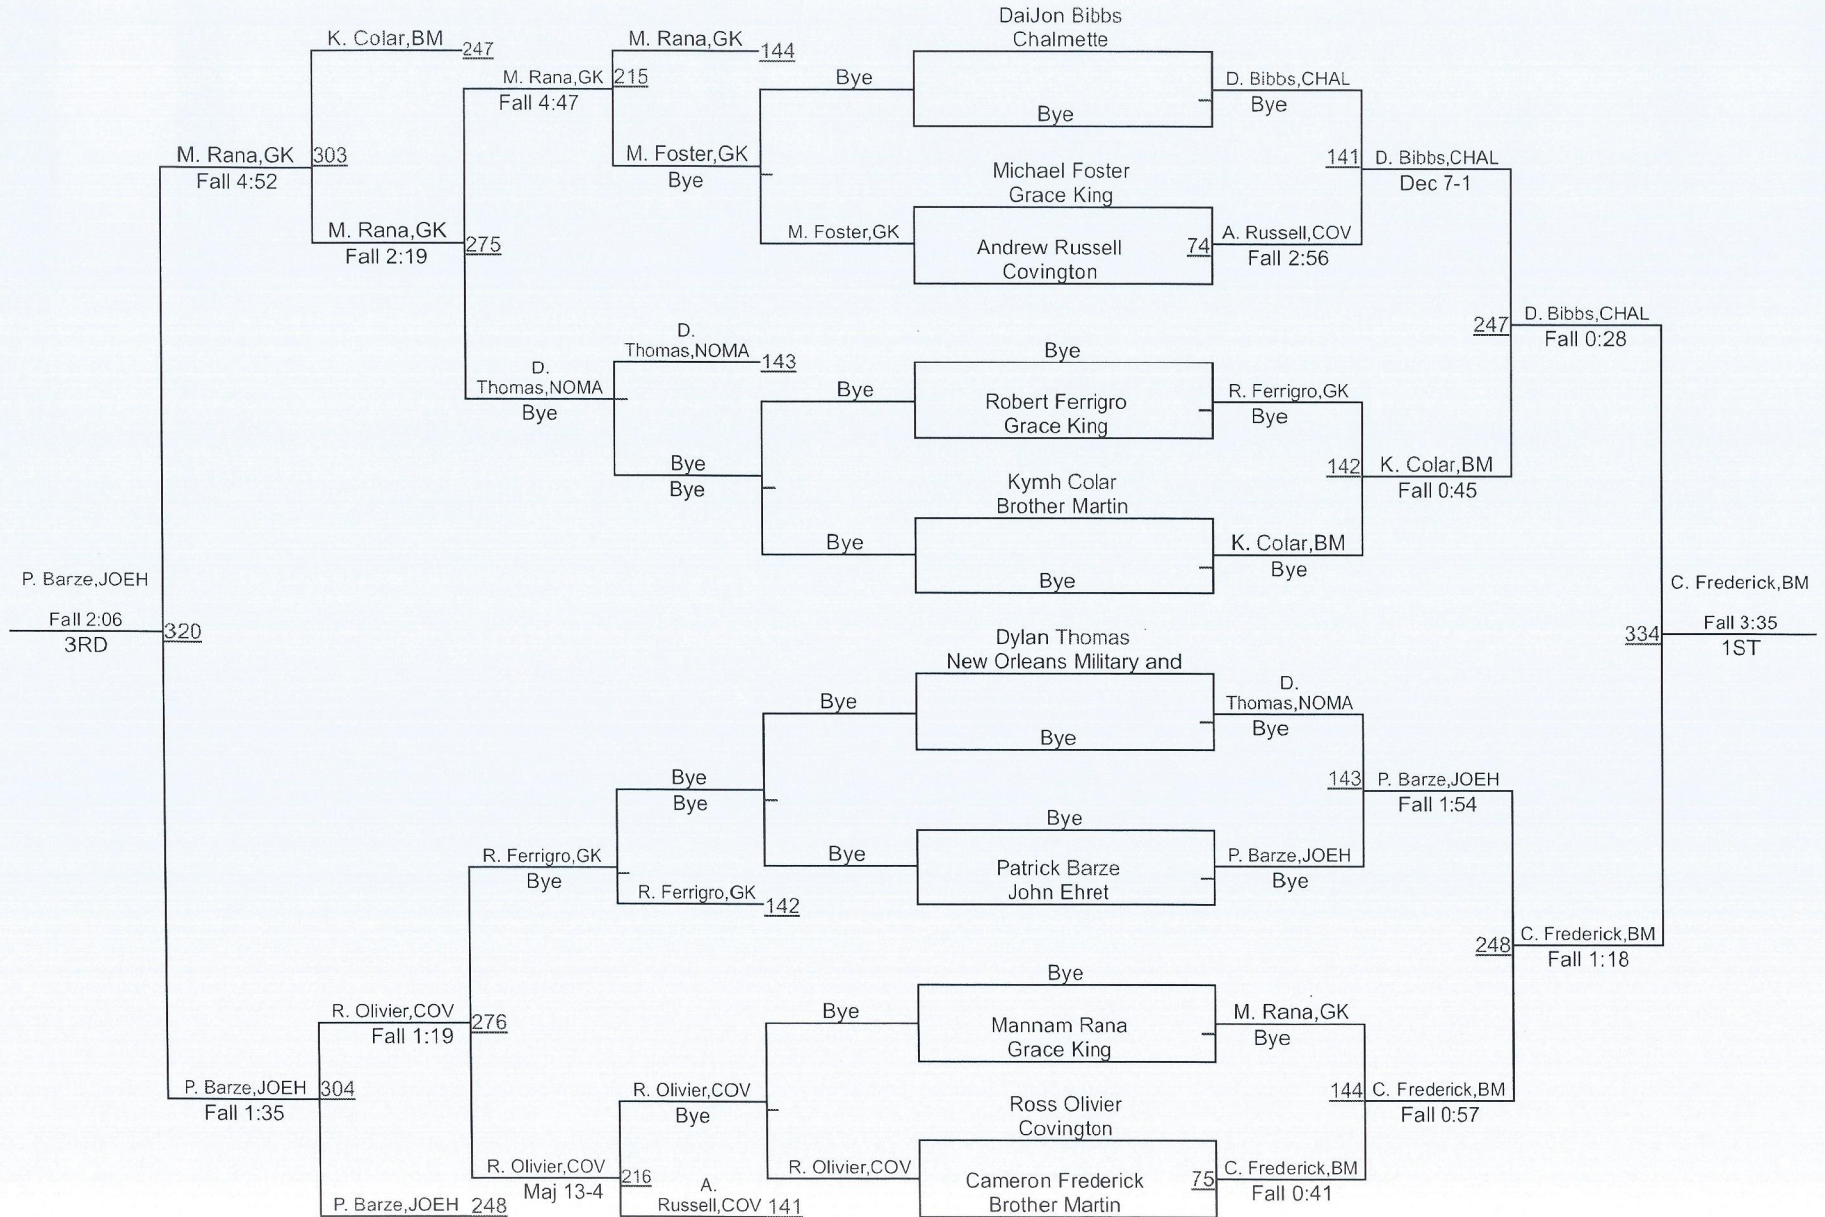 DaiJon Bibbs
Chalmette
K. Colar,BM
247
M. Rana,GK
144
M. Rana,GK
215
Fall 4:47
Bye
Bye
D. Bibbs,CHAL
Bye
M. Rana,GK
303
Fall 4:52
M. Foster,GK
Bye
Michael Foster
Grace King
141
D. Bibbs,CHAL
Dec 7-1
M. Rana,GK
275
Fall 2:19
M. Foster,GK
Andrew Russell
Covington
74
A. Russell,COV
Fall 2:56
D. Bibbs,CHAL
247
Fall 0:28
D.
Thomas,NOMA
143
D.
Thomas,NOMA
Bye
Bye
Bye
Robert Ferrigro
Grace King
R. Ferrigro,GK
Bye
Bye
Bye
Kymh Colar
Brother Martin
142
K. Colar,BM
Fall 0:45
Bye
Bye
K. Colar,BM
Bye
P. Barze,JOEH
Fall 2:06
3RD
320
C. Frederick,BM
334
Fall 3:35
1ST
Dylan Thomas
New Orleans Military and
Bye
Bye
D.
Thomas,NOMA
Bye
Bye
Bye
143
P. Barze,JOEH
Fall 1:54
Bye
Bye
Patrick Barze
John Ehret
P. Barze,JOEH
Bye
R. Ferrigro,GK
Bye
R. Ferrigro,GK
142
248
C. Frederick,BM
Fall 1:18
Bye
Bye
Mannam Rana
Grace King
M. Rana,GK
Bye
R. Olivier,COV
276
Fall 1:19
P. Barze,JOEH
304
Fall 1:35
R. Olivier,COV
Bye
Ross Olivier
Covington
144
C. Frederick,BM
Fall 0:57
R. Olivier,COV
Cameron Frederick
Brother Martin
75
C. Frederick,BM
Fall 0:41
R. Olivier,COV
216
Maj 13-4
A.
Russell,COV
141
P. Barze,JOEH
248